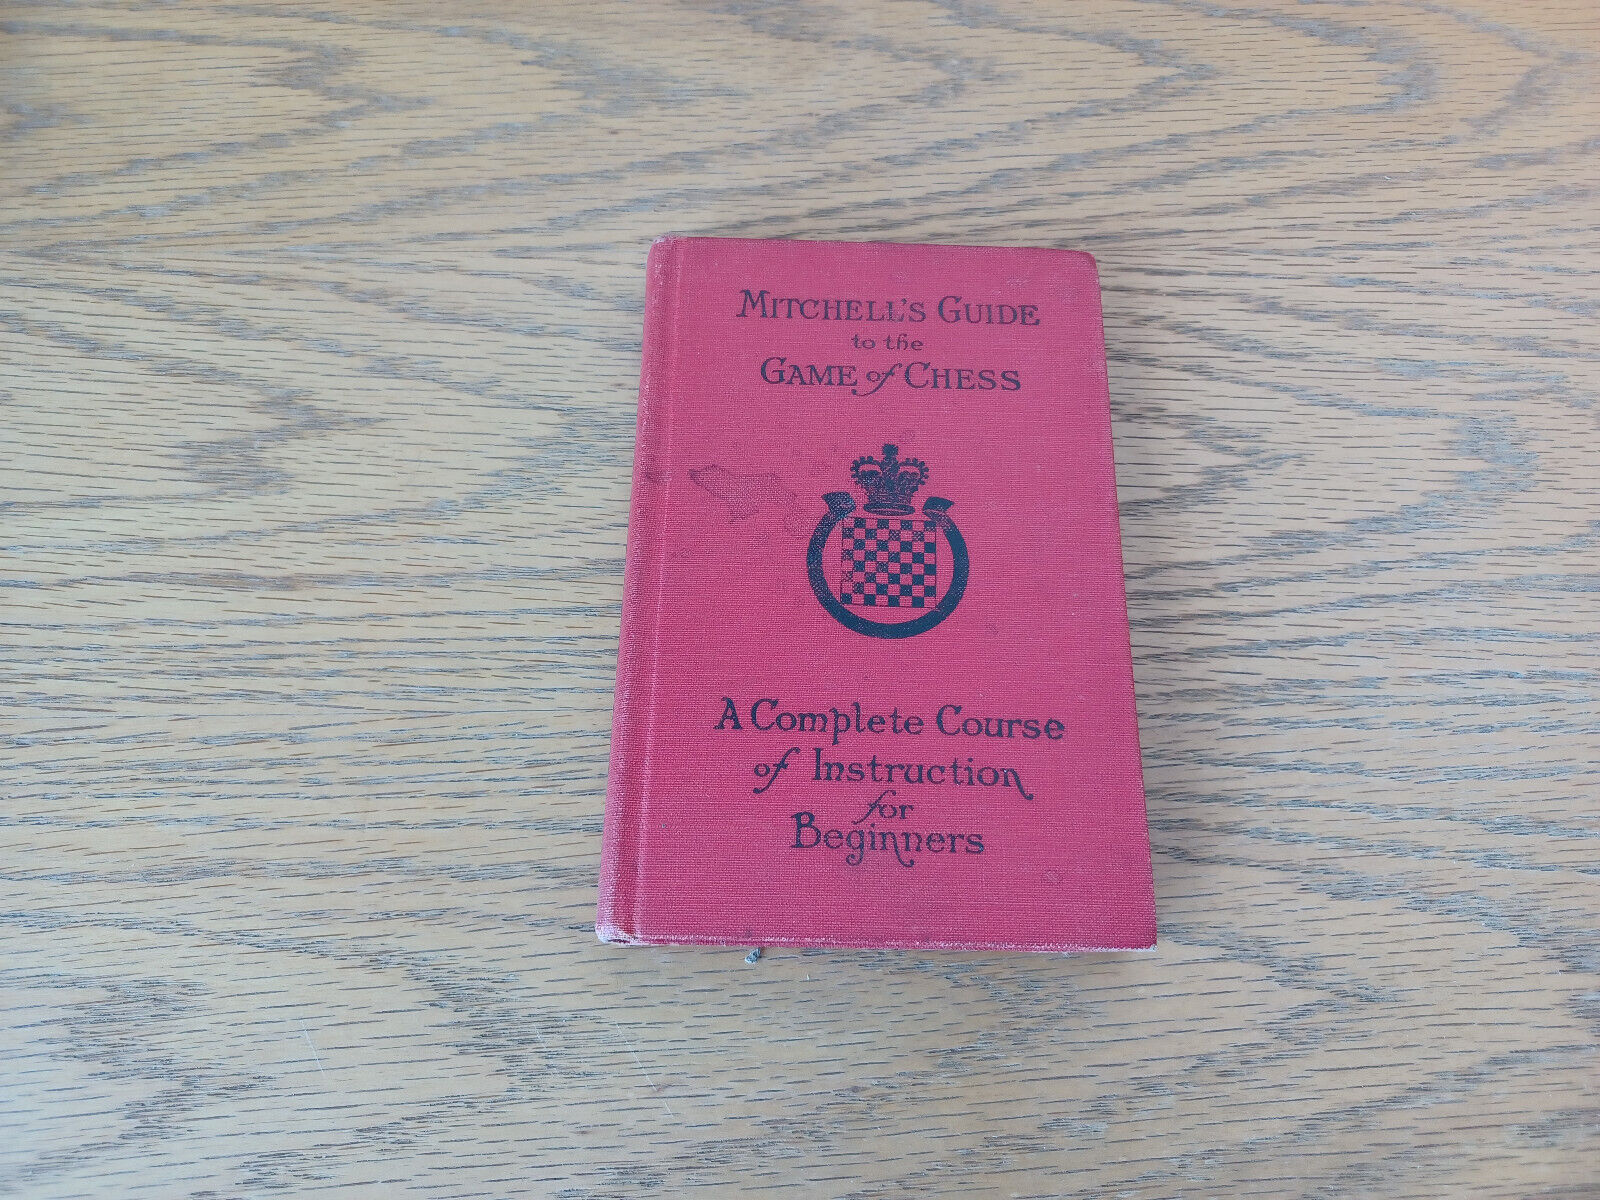 MITCHELL'S GUIDE
to the
GAME of CHESS
A Complete Course
of Instruction
for
Beginners